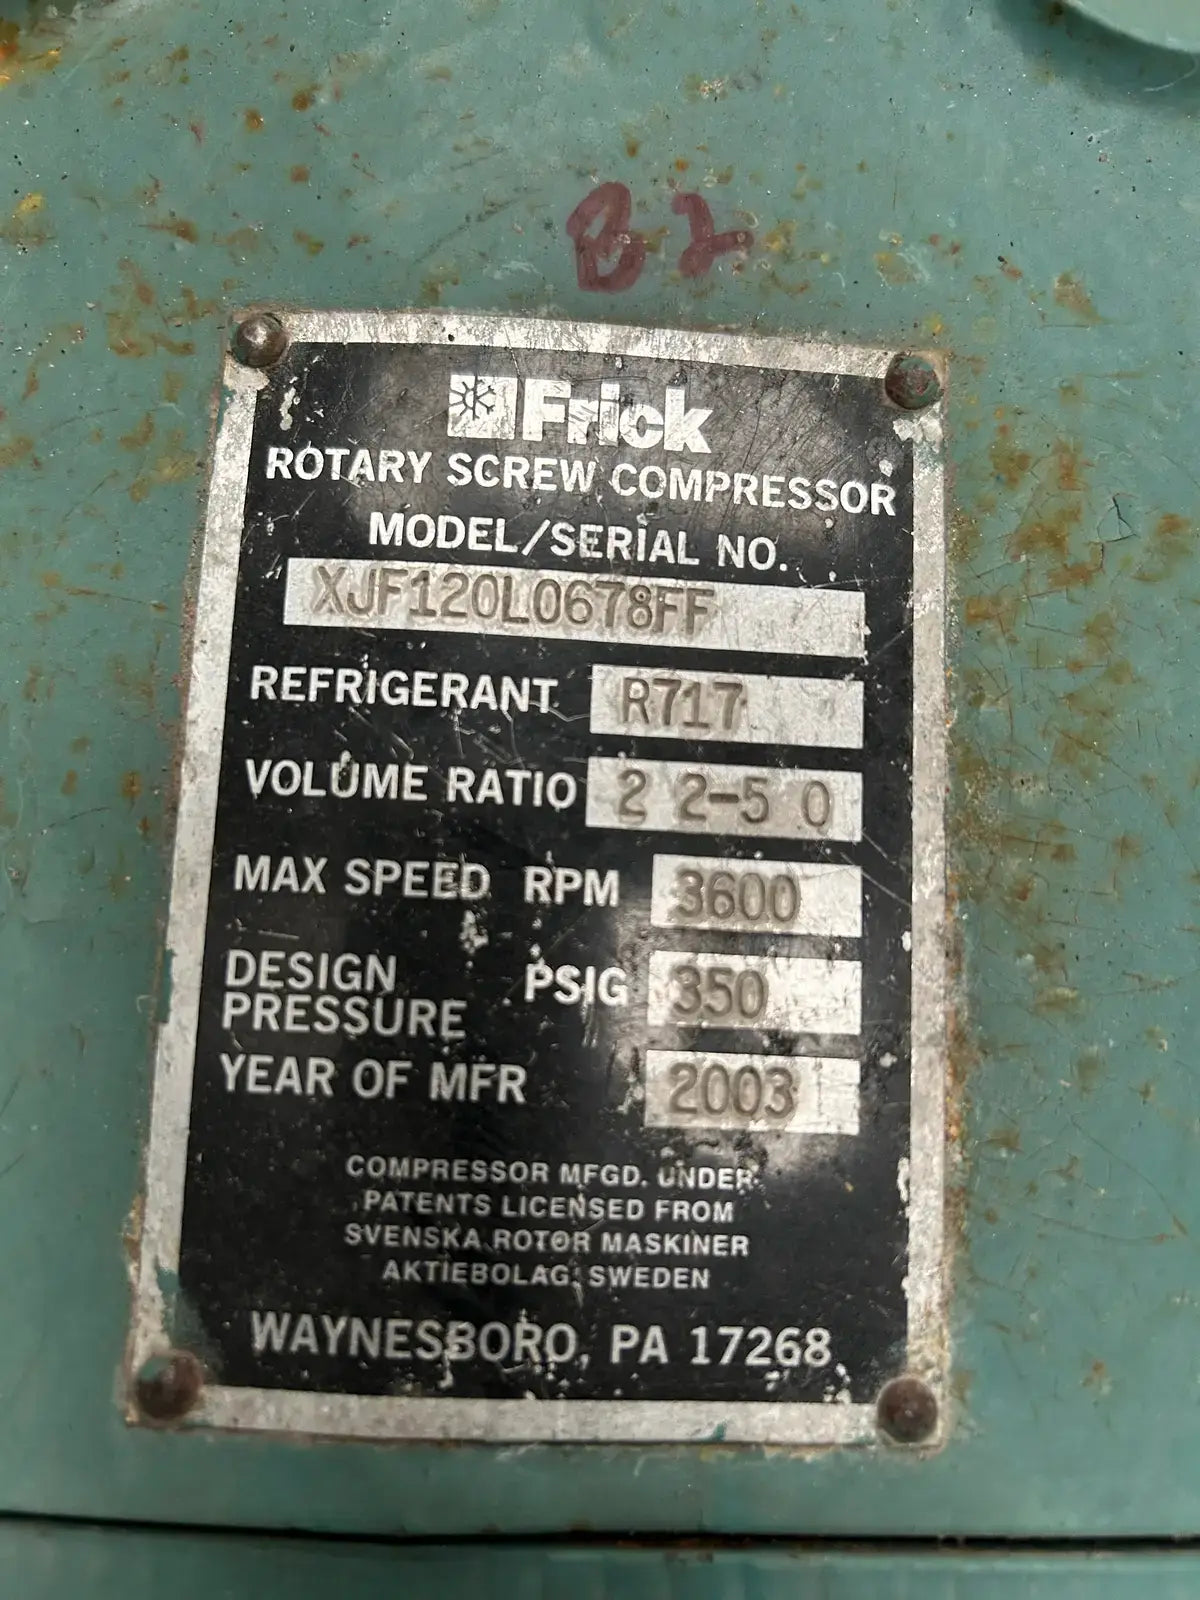 B2
Frick
ROTARY SCREW COMPRESSOR
MODEL/SERIAL NO.
XJF120L0678FF
REFRIGERANT R717
VOLUME RATIO 2 2-5 0
MAX SPEED RPM 3600
DESIGN PRESSURE PSIG 350
YEAR OF MFR 2003
COMPRESSOR MFGD. UNDER
PATENTS LICENSED FROM
SVENSKA ROTOR MASKINER
AKTIEBOLAG, SWEDEN
WAYNESBORO, PA 17268